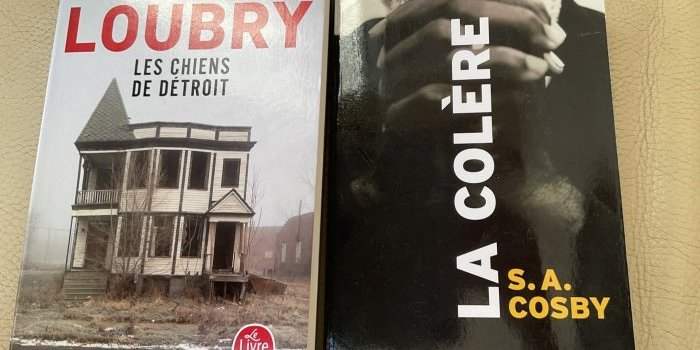 LOUBRY
LES CHIENS
DE DÉTROIT
Le
Livre
LA COLÈRE
S. A.
COSBY